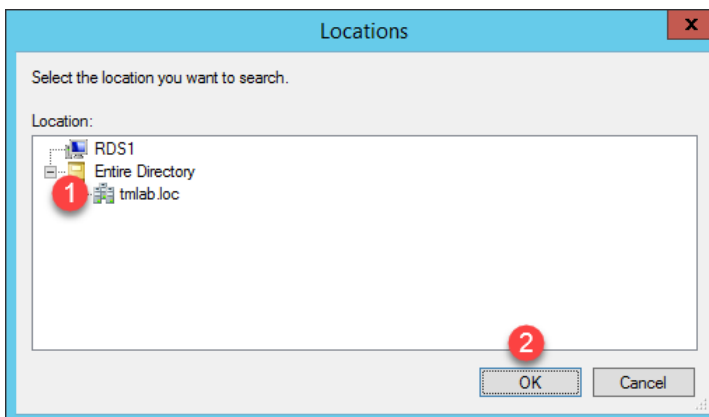 Locations
x
Select the location you want to search.
Location:
RDS1
Entire Directory
1 tmlab.loc
2
OK Cancel